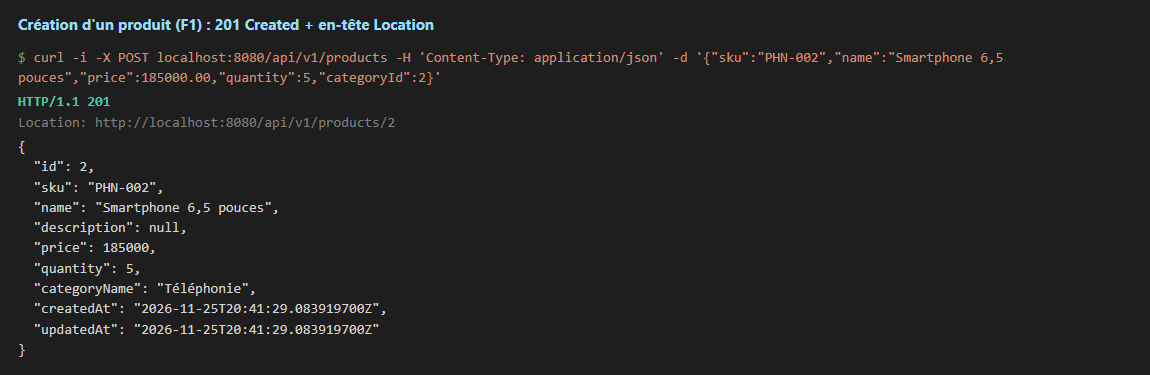 Création d'un produit (F1) : 201 Created + en-tête Location
$ curl -i -X POST localhost:8080/api/v1/products -H 'Content-Type: application/json' -d '{"sku":"PHN-002","name":"Smartphone 6,5
pouces","price":185000.00,"quantity":5,"categoryId":2}'
HTTP/1.1 201
Location: http://localhost:8080/api/v1/products/2
{
  "id": 2,
  "sku": "PHN-002",
  "name": "Smartphone 6,5 pouces",
  "description": null,
  "price": 185000,
  "quantity": 5,
  "categoryName": "Téléphonie",
  "createdAt": "2026-11-25T20:41:29.083919700Z",
  "updatedAt": "2026-11-25T20:41:29.083919700Z"
}